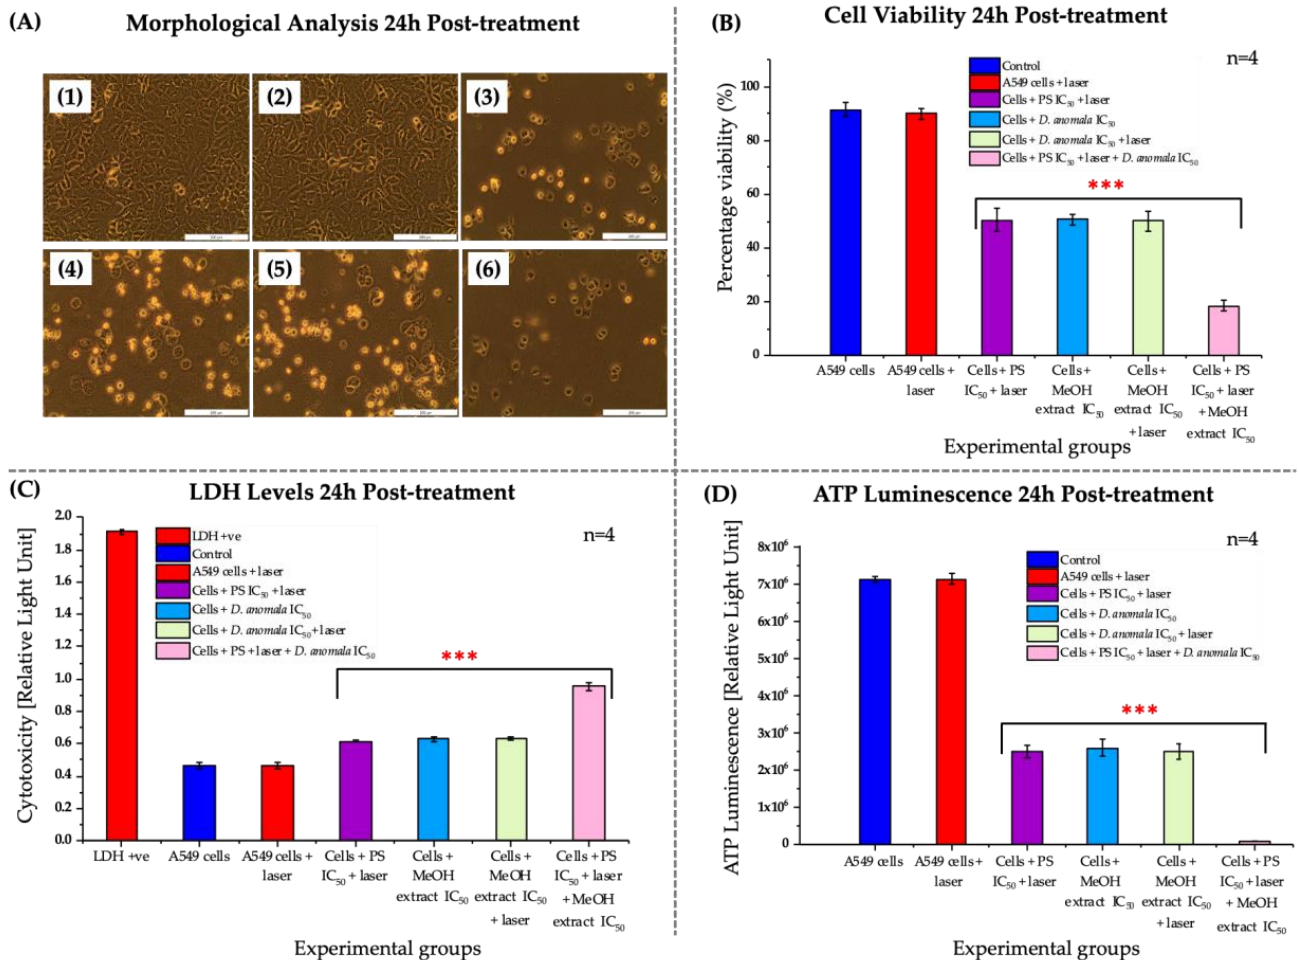 (A)
Morphological Analysis 24h Post-treatment
(1)
(2)
(3)
(4)
(5)
(6)
(B)
Cell Viability 24h Post-treatment
n=4
Control
A549 cells + laser
Cells + PS IC50 + laser
Cells + D. anomala IC50
Cells + D. anomala IC50 + laser
Cells + PS IC50 + laser + D. anomala IC50
***
Percentage viability (%)
100
80
60
40
20
0
A549 cells
A549 cells +
laser
Cells + PS
IC50 + laser
Cells +
MeOH
extract IC50
Cells +
MeOH
extract IC50
+ laser
Cells + PS
IC50 + laser
+ MeOH
extract IC50
Experimental groups
(C)
LDH Levels 24h Post-treatment
n=4
LDH +ve
Control
A549 cells + laser
Cells + PS IC50 + laser
Cells + D. anomala IC50
Cells + D. anomala IC50+ laser
Cells + PS + laser + D. anomala IC50
***
Cytotoxicity [Relative Light Unit]
2.0
1.8
1.6
1.4
1.2
1.0
0.8
0.6
0.4
0.2
0.0
LDH +ve
A549 cells
A549 cells +
laser
Cells + PS
IC50 + laser
Cells +
MeOH
extract IC50
Cells +
MeOH
extract IC50
+ laser
Cells + PS
IC50 + laser
+ MeOH
extract IC50
Experimental groups
(D)
ATP Luminescence 24h Post-treatment
n=4
Control
A549 cells + laser
Cells + PS IC50 + laser
Cells + D. anomala IC50
Cells + D. anomala IC50 + laser
Cells + PS IC50 + laser + D. anomala IC50
***
ATP Luminescence [Relative Light Unit]
8x10⁶
7x10⁶
6x10⁶
5x10⁶
4x10⁶
3x10⁶
2x10⁶
1x10⁶
0
A549 cells
A549 cells +
laser
Cells + PS
IC50 + laser
Cells +
MeOH
extract IC50
Cells +
MeOH
extract IC50
+ laser
Cells + PS
IC50 + laser
+ MeOH
extract IC50
Experimental groups